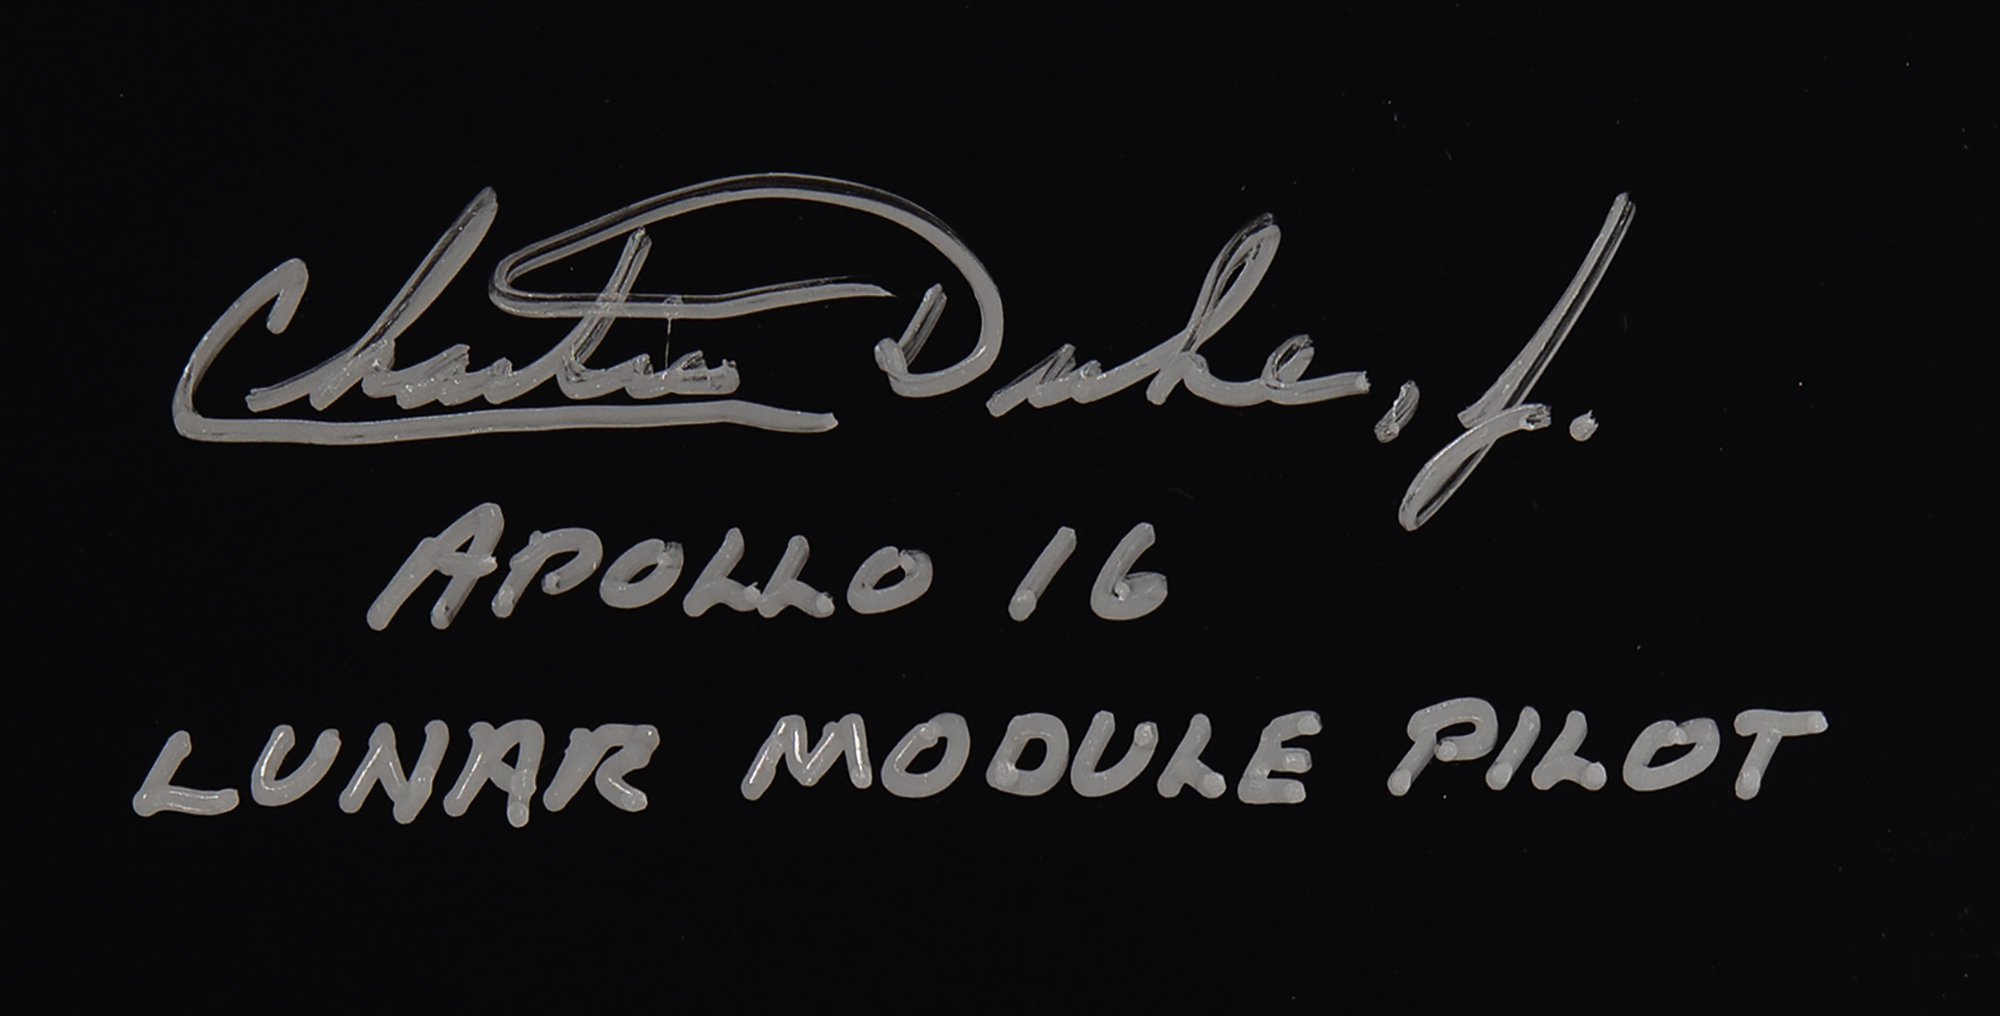 Charlie Duke, Jr.
APOLLO 16
LUNAR MODULE PILOT